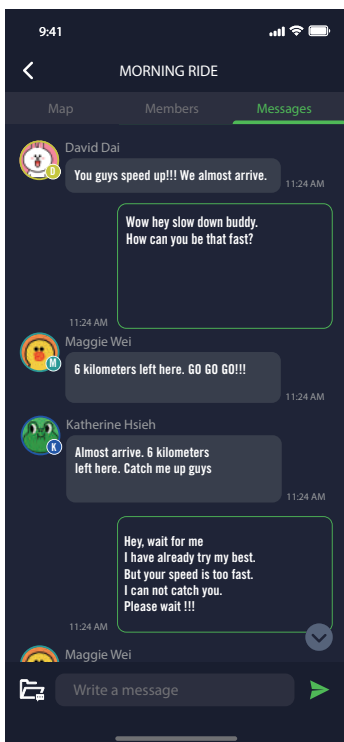 9:41
MORNING RIDE
Map
Members
Messages
David Dai
D
You guys speed up!!! We almost arrive.
11:24 AM
Wow hey slow down buddy.
How can you be that fast?
11:24 AM
Maggie Wei
M
6 kilometers left here. GO GO GO!!!
11:24 AM
Katherine Hsieh
K
Almost arrive. 6 kilometers
left here. Catch me up guys
11:24 AM
Hey, wait for me
I have already try my best.
But your speed is too fast.
I can not catch you.
Please wait !!!
11:24 AM
Maggie Wei
Write a message